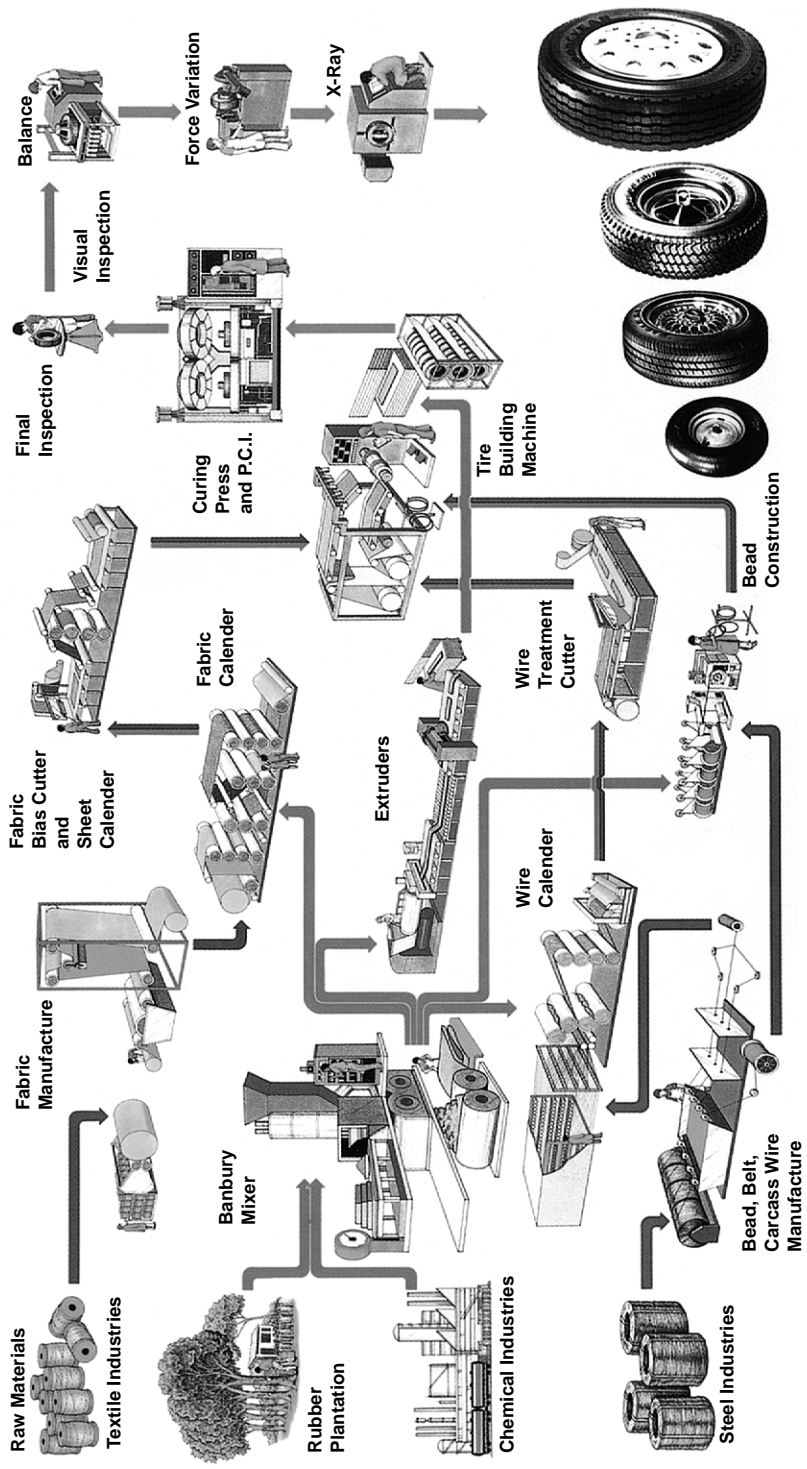 Raw Materials
Textile Industries
Rubber
Plantation
Chemical Industries
Steel Industries
Fabric
Manufacture
Banbury
Mixer
Bead, Belt,
Carcass Wire
Manufacture
Fabric
Bias Cutter
and
Sheet
Calender
Fabric
Calender
Extruders
Wire
Calender
Wire
Treatment
Cutter
Bead
Construction
Tire
Building
Machine
Curing
Press
and P.C.I.
Final
Inspection
Visual
Inspection
Balance
Force Variation
X-Ray